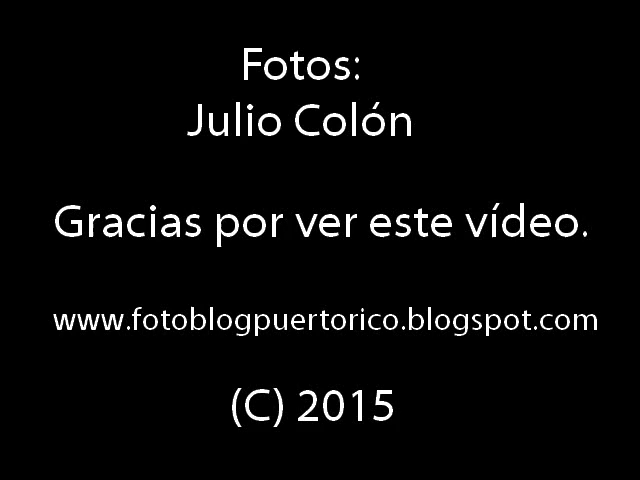 Fotos:
Julio Colón
Gracias por ver este vídeo.
www.fotoblogpuertorico.blogspot.com
(C) 2015